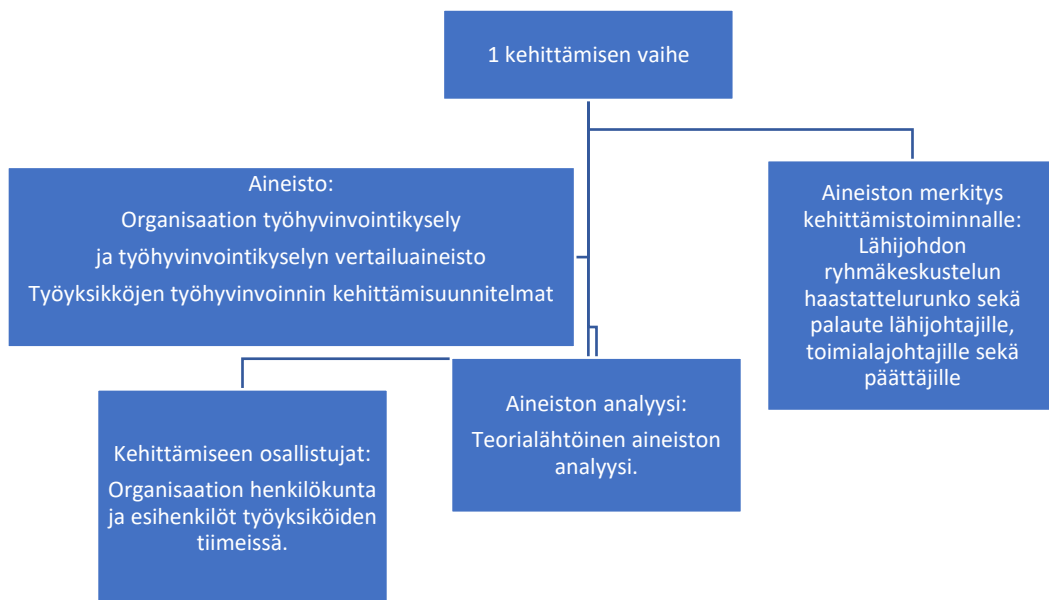 1 kehittämisen vaihe
Aineisto:
Organisaation työhyvinvointikysely
ja työhyvinvointikyselyn vertailuaineisto
Työyksikköjen työhyvinvoinnin kehittämisuunnitelmat
Aineiston merkitys
kehittämistoiminnalle:
Lähijohdon
ryhmäkeskustelun
haastattelurunko sekä
palaute lähijohtajille,
toimialajohtajille sekä
päättäjille
Aineiston analyysi:
Teorialähtöinen aineiston
analyysi.
Kehittämiseen osallistujat:
Organisaation henkilökunta
ja esihenkilöt työyksiköiden
tiimeissä.